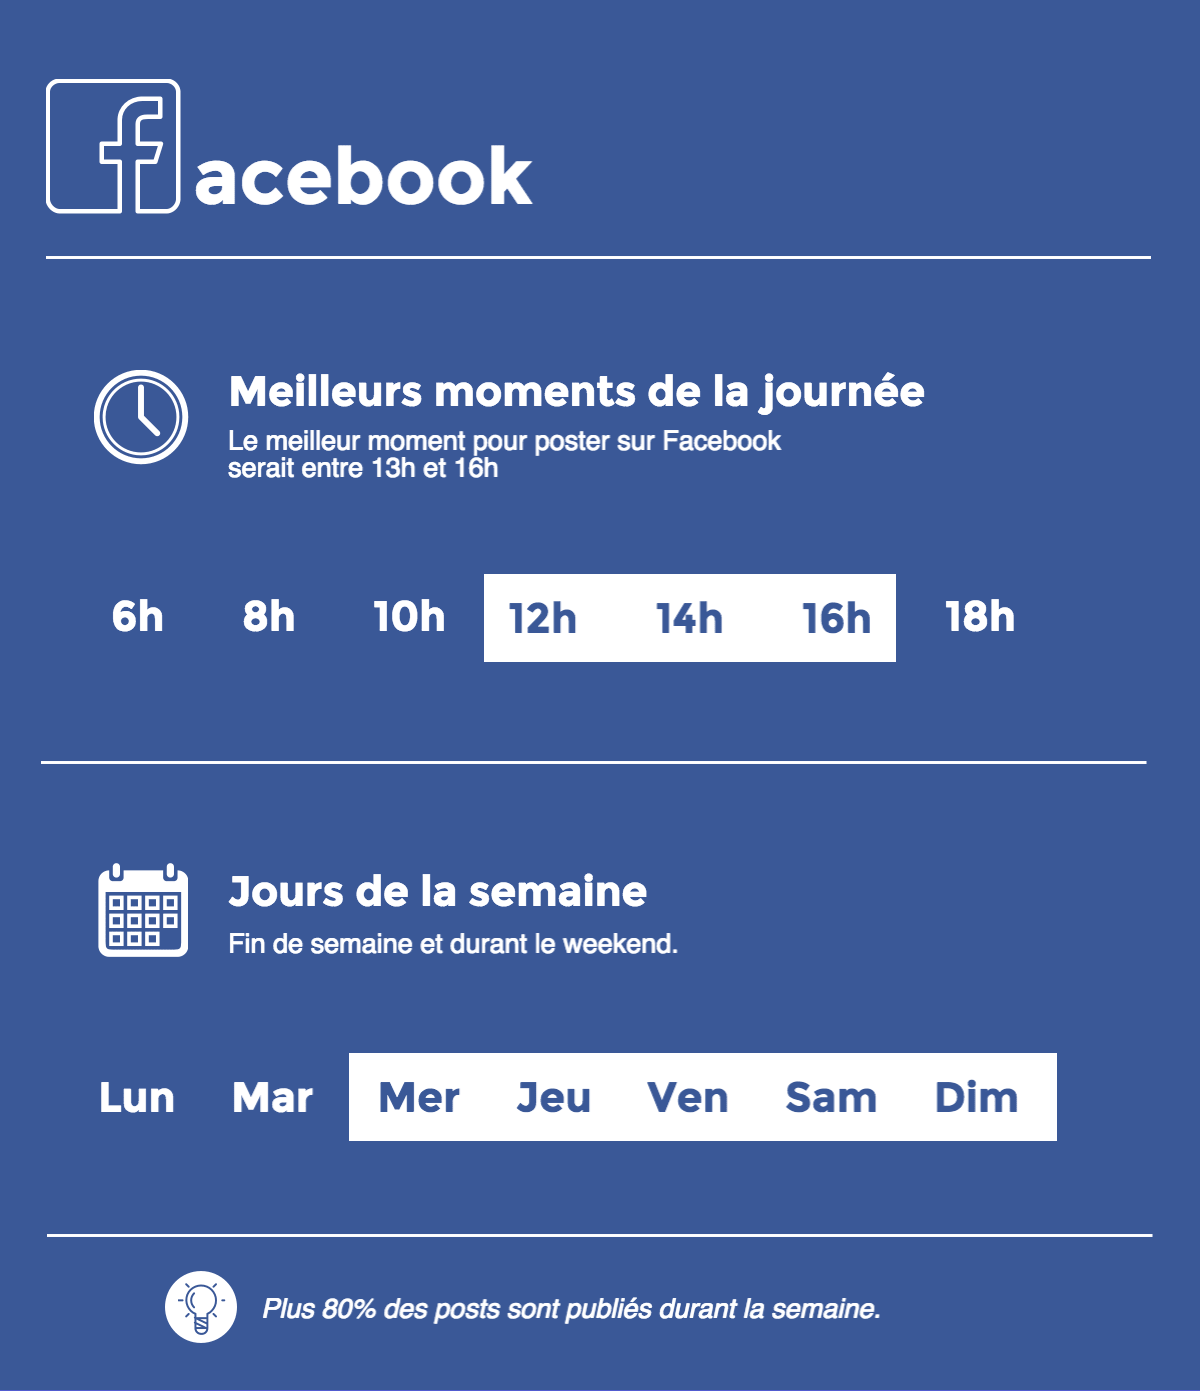 facebook
Meilleurs moments de la journée
Le meilleur moment pour poster sur Facebook
serait entre 13h et 16h
6h 8h 10h 12h 14h 16h 18h
Jours de la semaine
Fin de semaine et durant le weekend.
Lun Mar Mer Jeu Ven Sam Dim
Plus 80% des posts sont publiés durant la semaine.